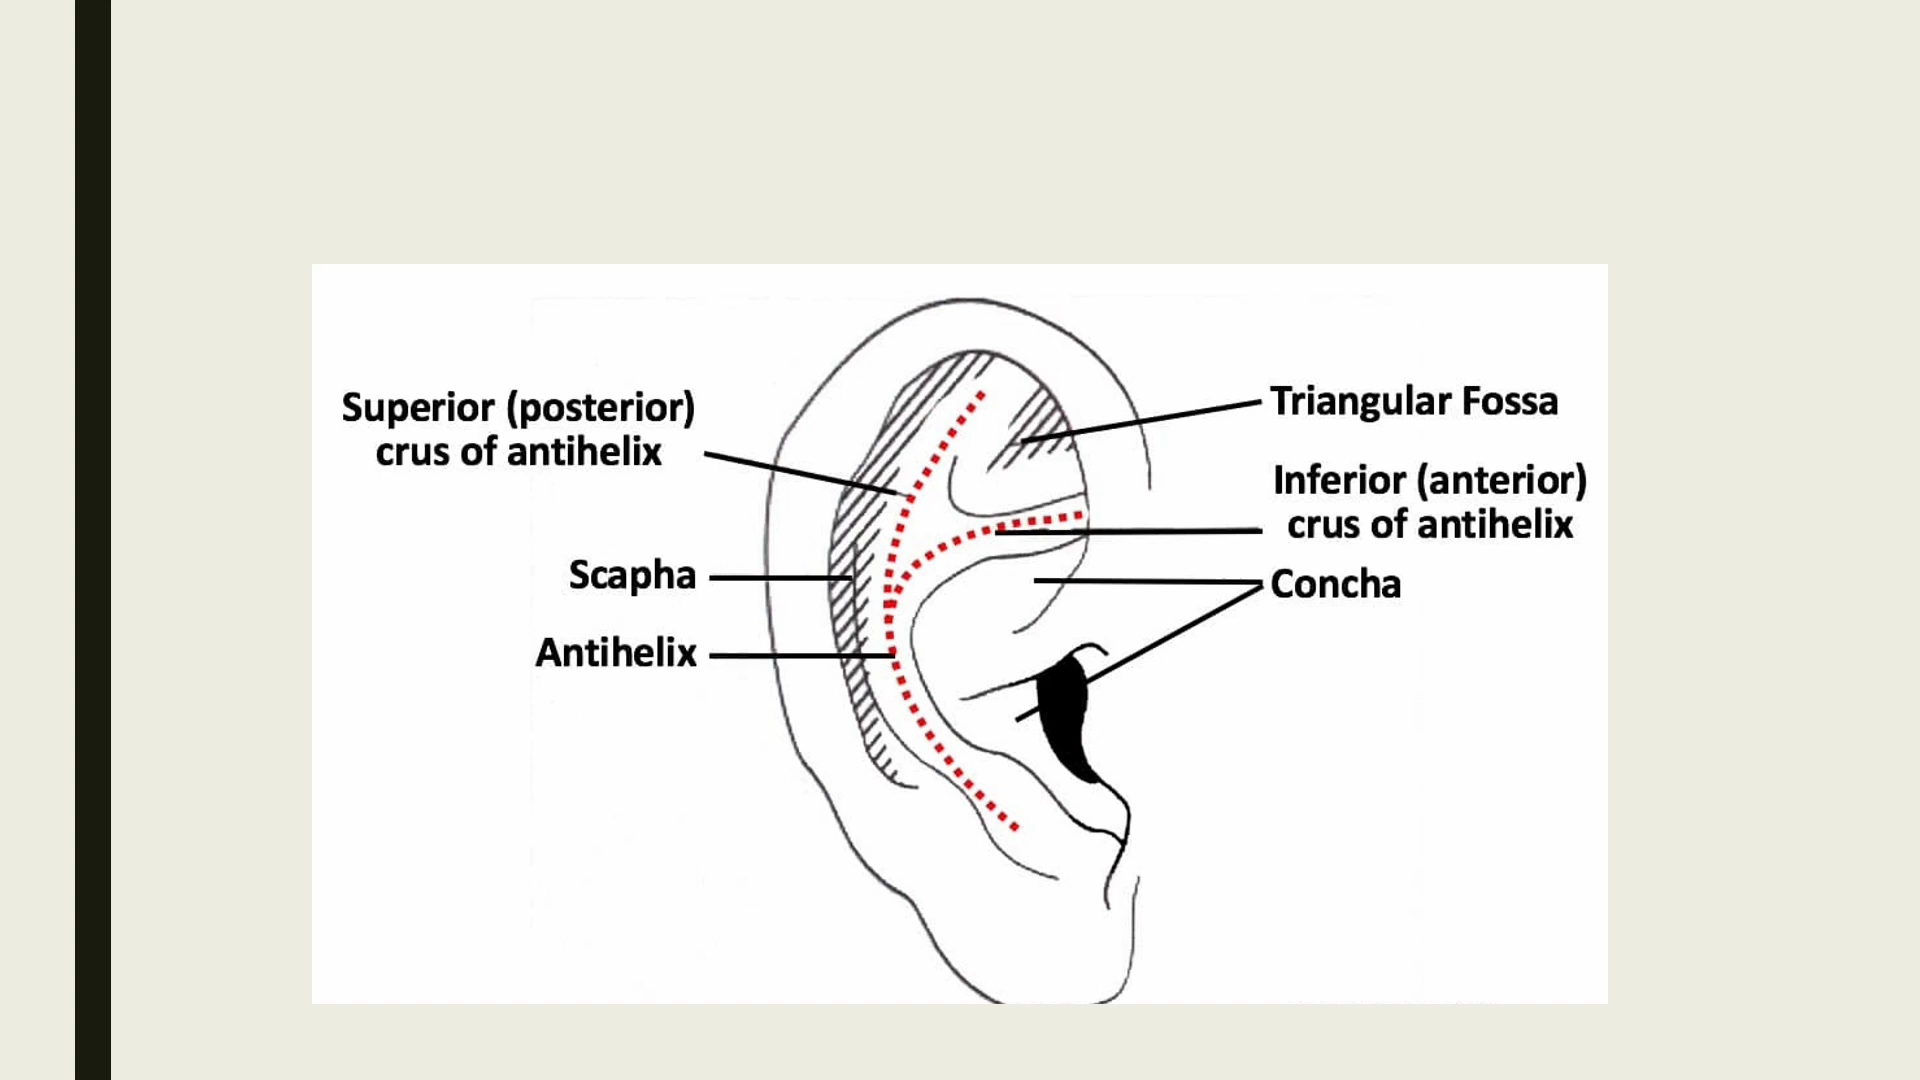 Superior (posterior)
crus of antihelix
Scapha
Antihelix
Triangular Fossa
Inferior (anterior)
crus of antihelix
Concha